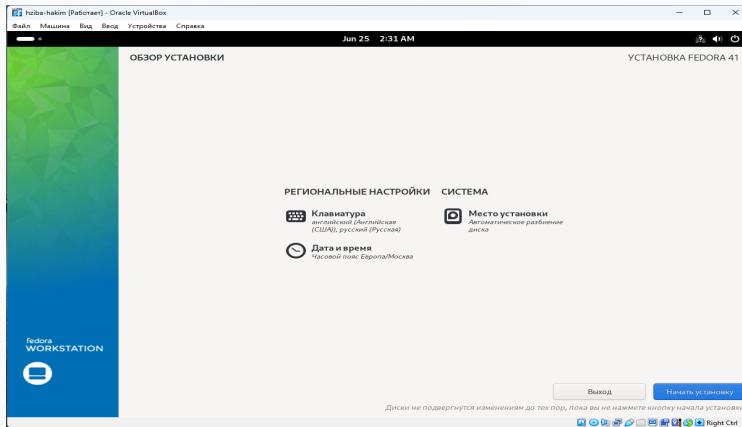 hziba-hakim [Работает] - Oracle VirtualBox
Файл Машина Вид Ввод Устройства Справка
Jun 25 2:31 AM
ОБЗОР УСТАНОВКИ
УСТАНОВКА FEDORA 41
РЕГИОНАЛЬНЫЕ НАСТРОЙКИ
СИСТЕМА
Клавиатура
английский (Английская
(США)), русский (Русская)
Место установки
Автоматическое разбиение
диска
Дата и время
Часовой пояс Европа/Москва
fedora
WORKSTATION
Выход
Начать установку
Диски не подвергнутся изменениям до тех пор, пока вы не нажмете кнопку начала установки
Right Ctrl